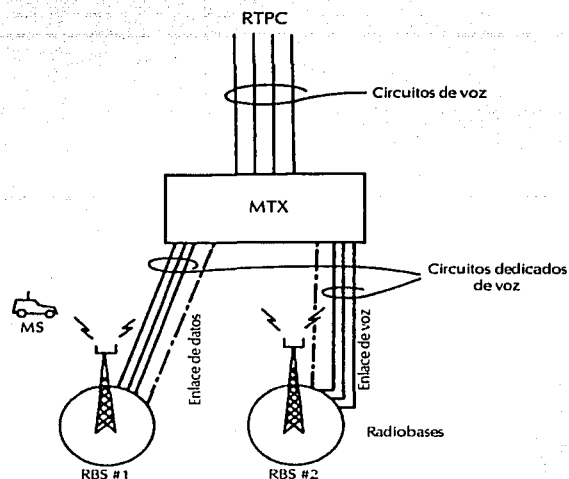 RTPC
Circuitos de voz
MTX
Circuitos dedicados
de voz
MS
Enlace de datos
Enlace de voz
Radiobases
RBS #1
RBS #2